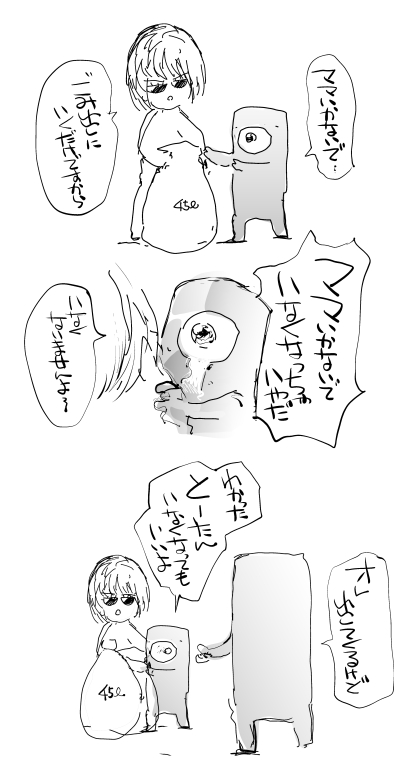 ママいかないで…
ごみ出しに
いくだけですから
45ℓ
ママいかないで
いなくなっちゃ
いやだ
いなく
なりませんよ〜
オレ
出してくるけど
わかった
とーたん
いなくなっても
いいよ
45ℓ